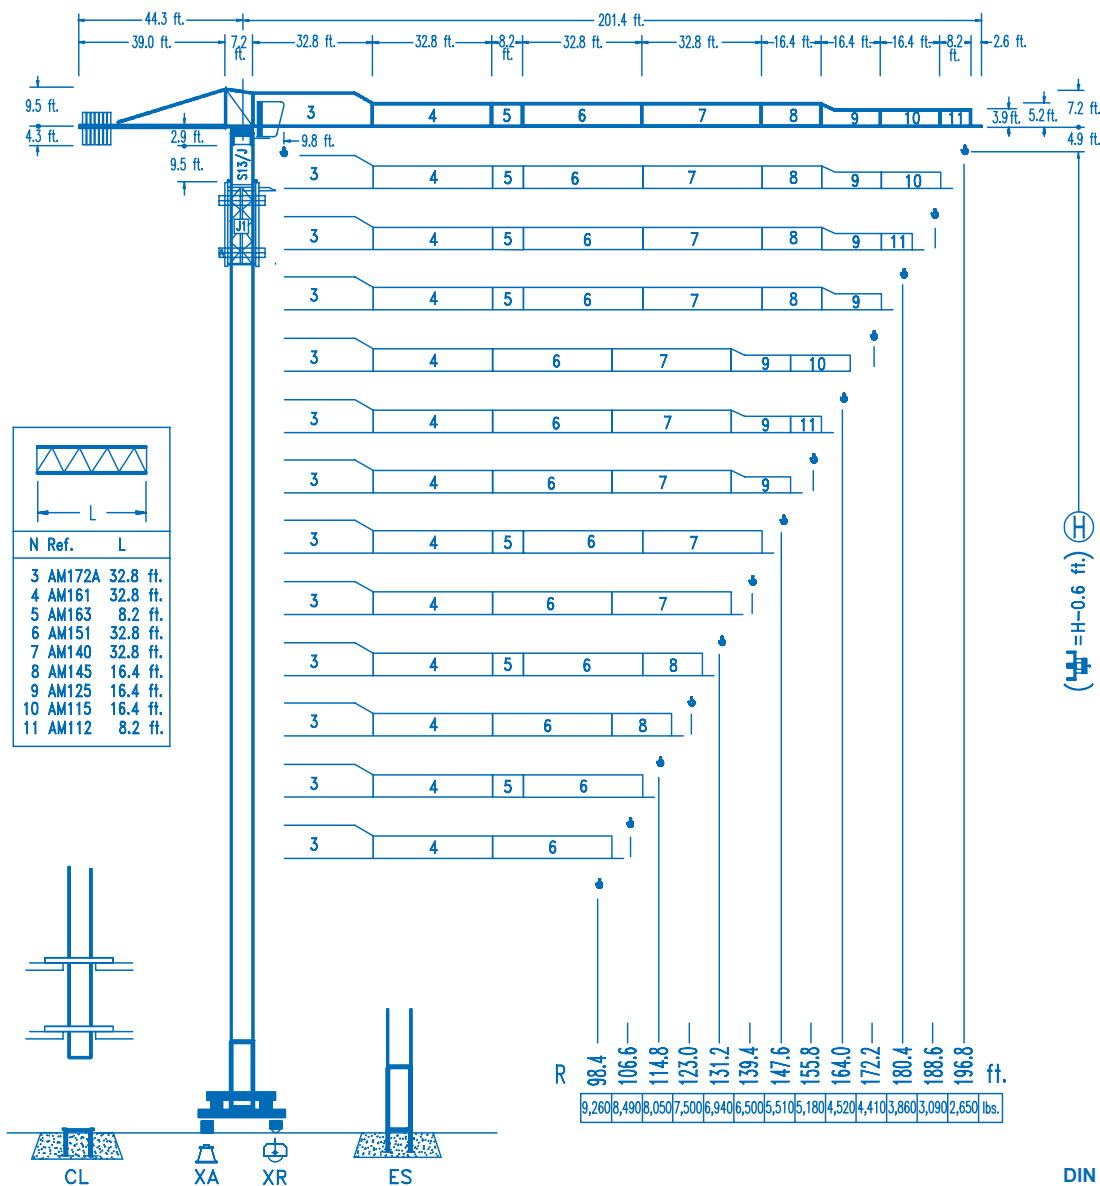 44.3 ft. 201.4 ft.
39.0 ft. 7.2 ft. 32.8 ft. 32.8 ft. 8.2 ft. 32.8 ft. 32.8 ft. 16.4 ft. 16.4 ft. 16.4 ft. 8.2 ft. 2.6 ft.
9.5 ft. 3 4 5 6 7 8 9 10 11 3.9 ft. 5.2 ft. 7.2 ft.
4.3 ft. 2.9 ft. 9.8 ft. 4.9 ft.
9.5 ft. S13/J
3 4 5 6 7 8 9 10
J1
3 4 5 6 7 8 9 11
3 4 5 6 7 8 9
3 4 6 7 9 10
3 4 6 7 9 11
3 4 6 7 9
3 4 5 6 7
3 4 6 7
3 4 5 6 8
3 4 6 8
3 4 5 6
3 4 6
H
( =H-0.6 ft.)
L
N Ref. L
3 AM172A 32.8 ft.
4 AM161 32.8 ft.
5 AM163 8.2 ft.
6 AM151 32.8 ft.
7 AM140 32.8 ft.
8 AM145 16.4 ft.
9 AM125 16.4 ft.
10 AM115 16.4 ft.
11 AM112 8.2 ft.
R 98.4 106.6 114.8 123.0 131.2 139.4 147.6 155.8 164.0 172.2 180.4 188.6 196.8 ft.
9,260 8,490 8,050 7,500 6,940 6,500 5,510 5,180 4,520 4,410 3,860 3,090 2,650 lbs.
CL XA XR ES
DIN